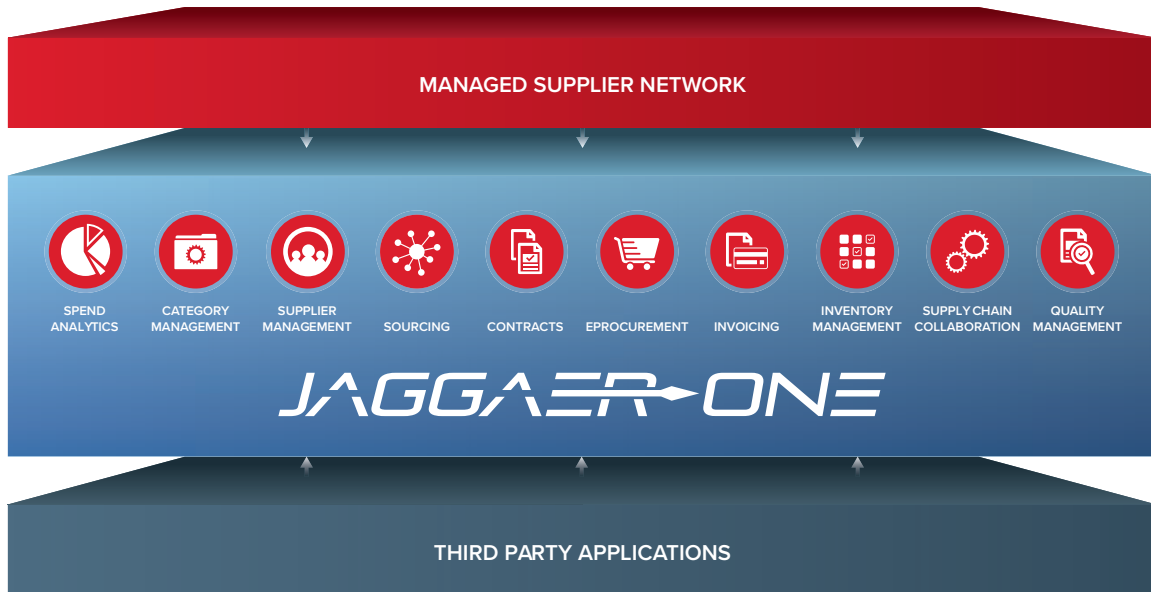 MANAGED SUPPLIER NETWORK
SPEND
ANALYTICS
CATEGORY
MANAGEMENT
SUPPLIER
MANAGEMENT
SOURCING
CONTRACTS
EPROCUREMENT
INVOICING
INVENTORY
MANAGEMENT
SUPPLY CHAIN
COLLABORATION
QUALITY
MANAGEMENT
JAGGAER ONE
THIRD PARTY APPLICATIONS